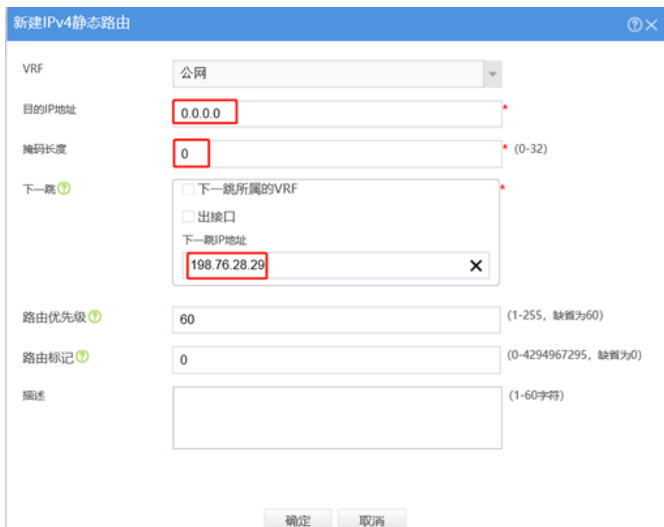 新建IPv4静态路由
VRF 公网
目的IP地址 0.0.0.0 *
掩码长度 0 * (0-32)
下一跳 下一跳所属的VRF *
出接口
下一跳IP地址
198.76.28.29
路由优先级 60 (1-255，缺省为60)
路由标记 0 (0-4294967295，缺省为0)
描述 (1-60字符)
确定 取消